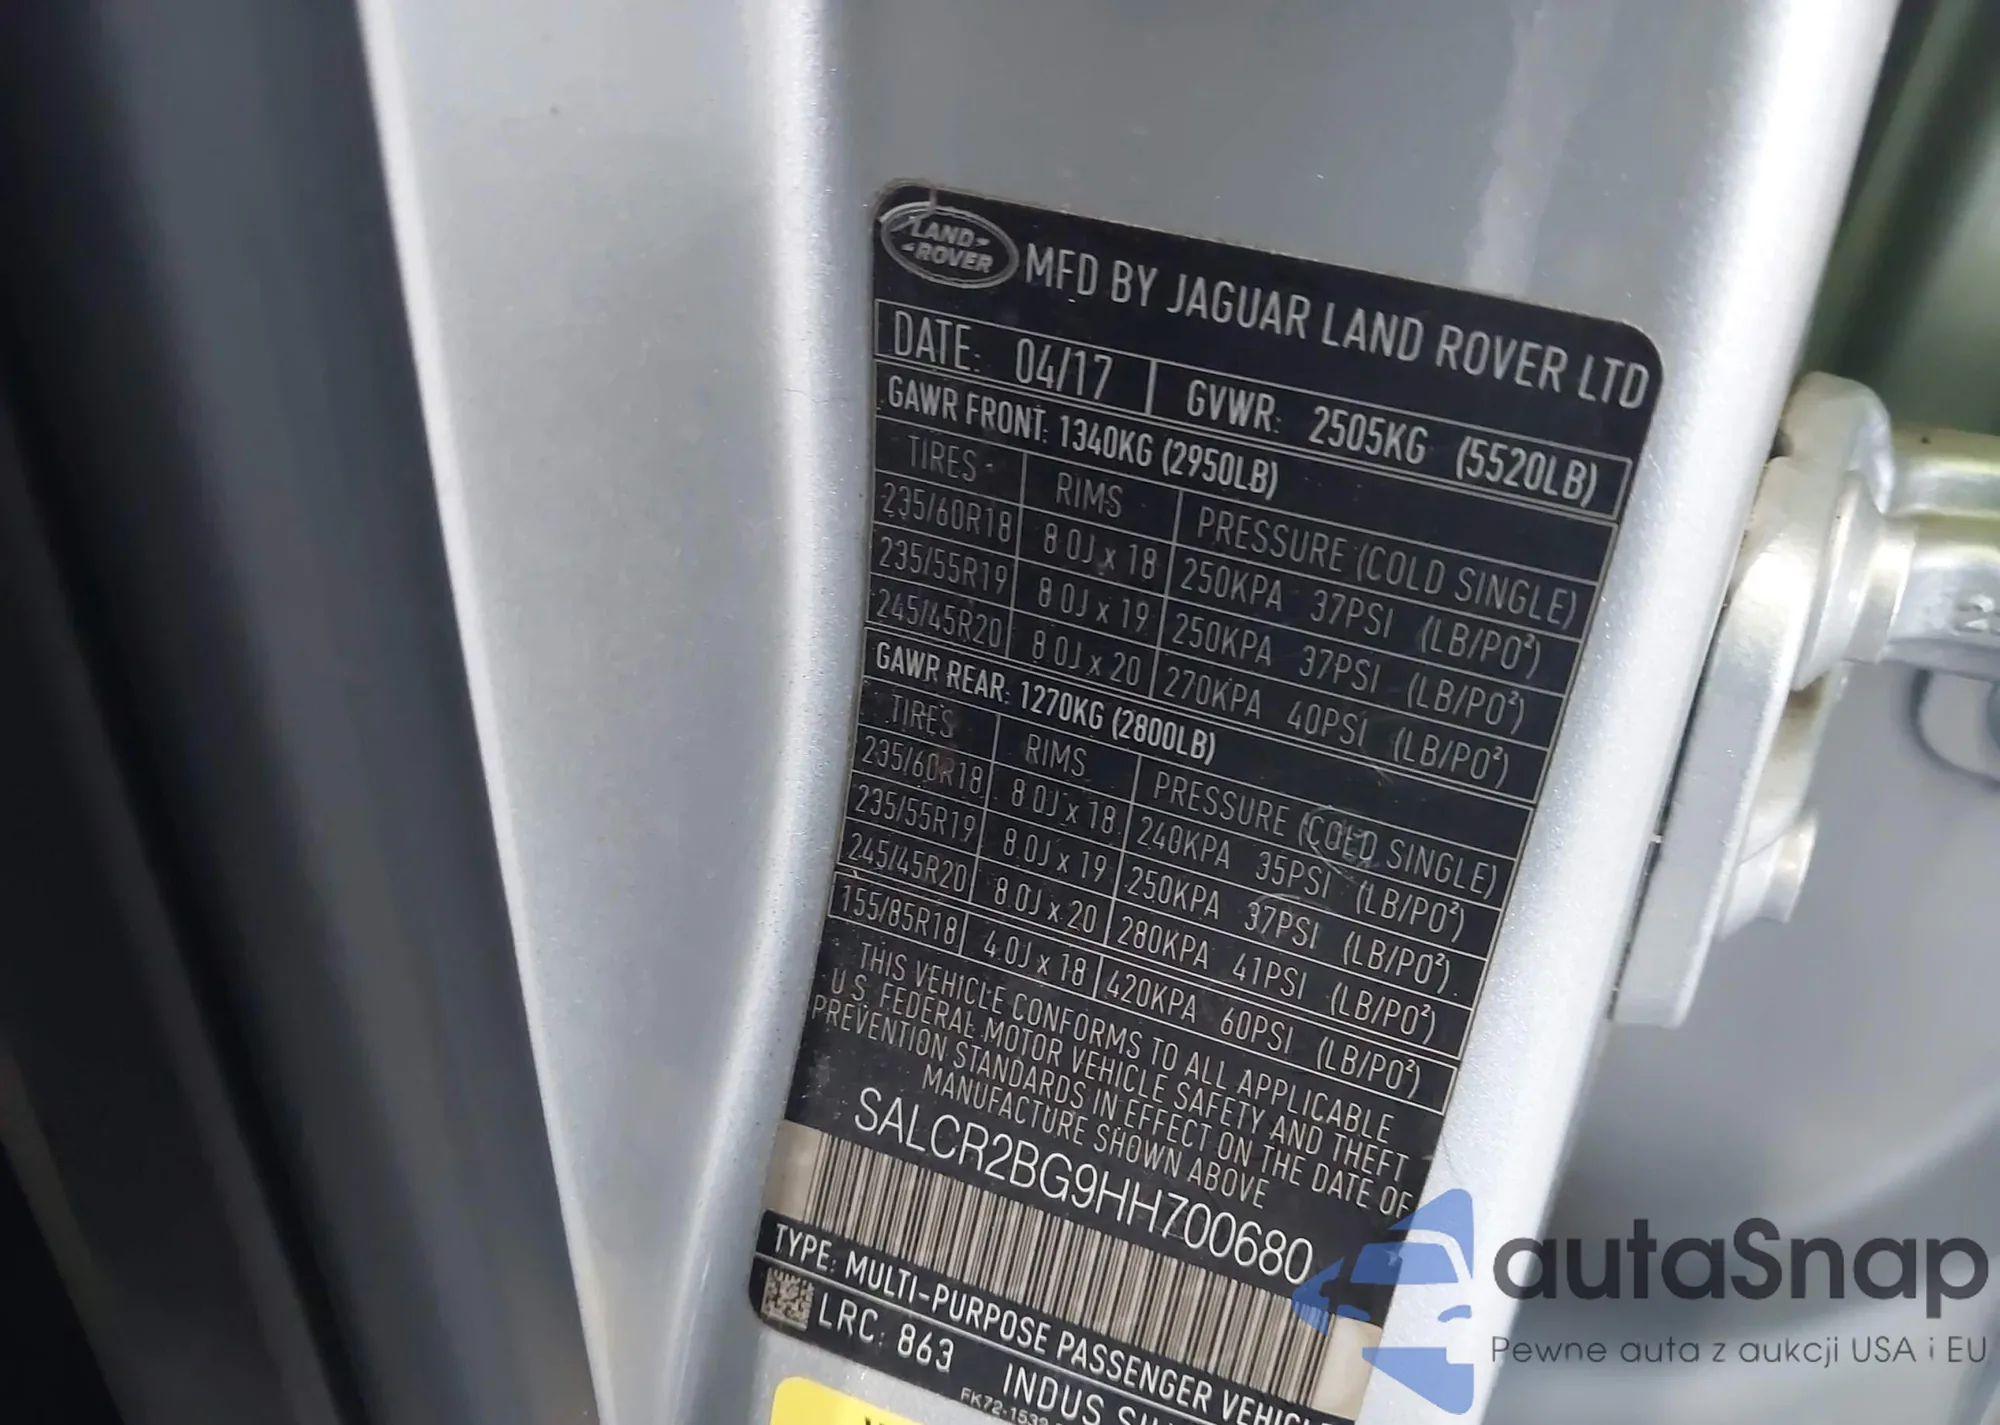 LAND ROVER
MFD BY JAGUAR LAND ROVER LTD
DATE: 04/17 GVWR: 2505KG (5520LB)
GAWR FRONT: 1340KG (2950LB)
TIRES RIMS PRESSURE (COLD SINGLE)
235/60R18 8.0J x 18 250KPA 37PSI (LB/PO²)
235/55R19 8.0J x 19 250KPA 37PSI (LB/PO²)
245/45R20 8.0J x 20 270KPA 40PSI (LB/PO²)
GAWR REAR: 1270KG (2800LB)
TIRES RIMS PRESSURE (COLD SINGLE)
235/60R18 8.0J x 18 240KPA 35PSI (LB/PO²)
235/55R19 8.0J x 19 250KPA 37PSI (LB/PO²)
245/45R20 8.0J x 20 280KPA 41PSI (LB/PO²)
155/85R18 4.0J x 18 420KPA 60PSI (LB/PO²)
THIS VEHICLE CONFORMS TO ALL APPLICABLE
U.S. FEDERAL MOTOR VEHICLE SAFETY AND THEFT
PREVENTION STANDARDS IN EFFECT ON THE DATE OF
MANUFACTURE SHOWN ABOVE
SALCR2BG9HH700680
TYPE: MULTI-PURPOSE PASSENGER
LRC: 863 INDUS
autaSnap
Pewne auta z aukcji USA i EU